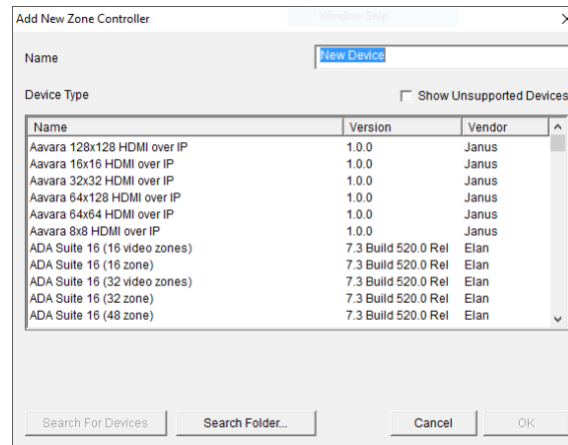 Add New Zone Controller Window Snip
Name New Device
Device Type Show Unsupported Devices
Name Version Vendor
Aavara 128x128 HDMI over IP 1.0.0 Janus
Aavara 16x16 HDMI over IP 1.0.0 Janus
Aavara 32x32 HDMI over IP 1.0.0 Janus
Aavara 64x128 HDMI over IP 1.0.0 Janus
Aavara 64x64 HDMI over IP 1.0.0 Janus
Aavara 8x8 HDMI over IP 1.0.0 Janus
ADA Suite 16 (16 video zones) 7.3 Build 520.0 Rel Elan
ADA Suite 16 (16 zone) 7.3 Build 520.0 Rel Elan
ADA Suite 16 (32 video zones) 7.3 Build 520.0 Rel Elan
ADA Suite 16 (32 zone) 7.3 Build 520.0 Rel Elan
ADA Suite 16 (48 zone) 7.3 Build 520.0 Rel Elan
Search For Devices Search Folder... Cancel OK